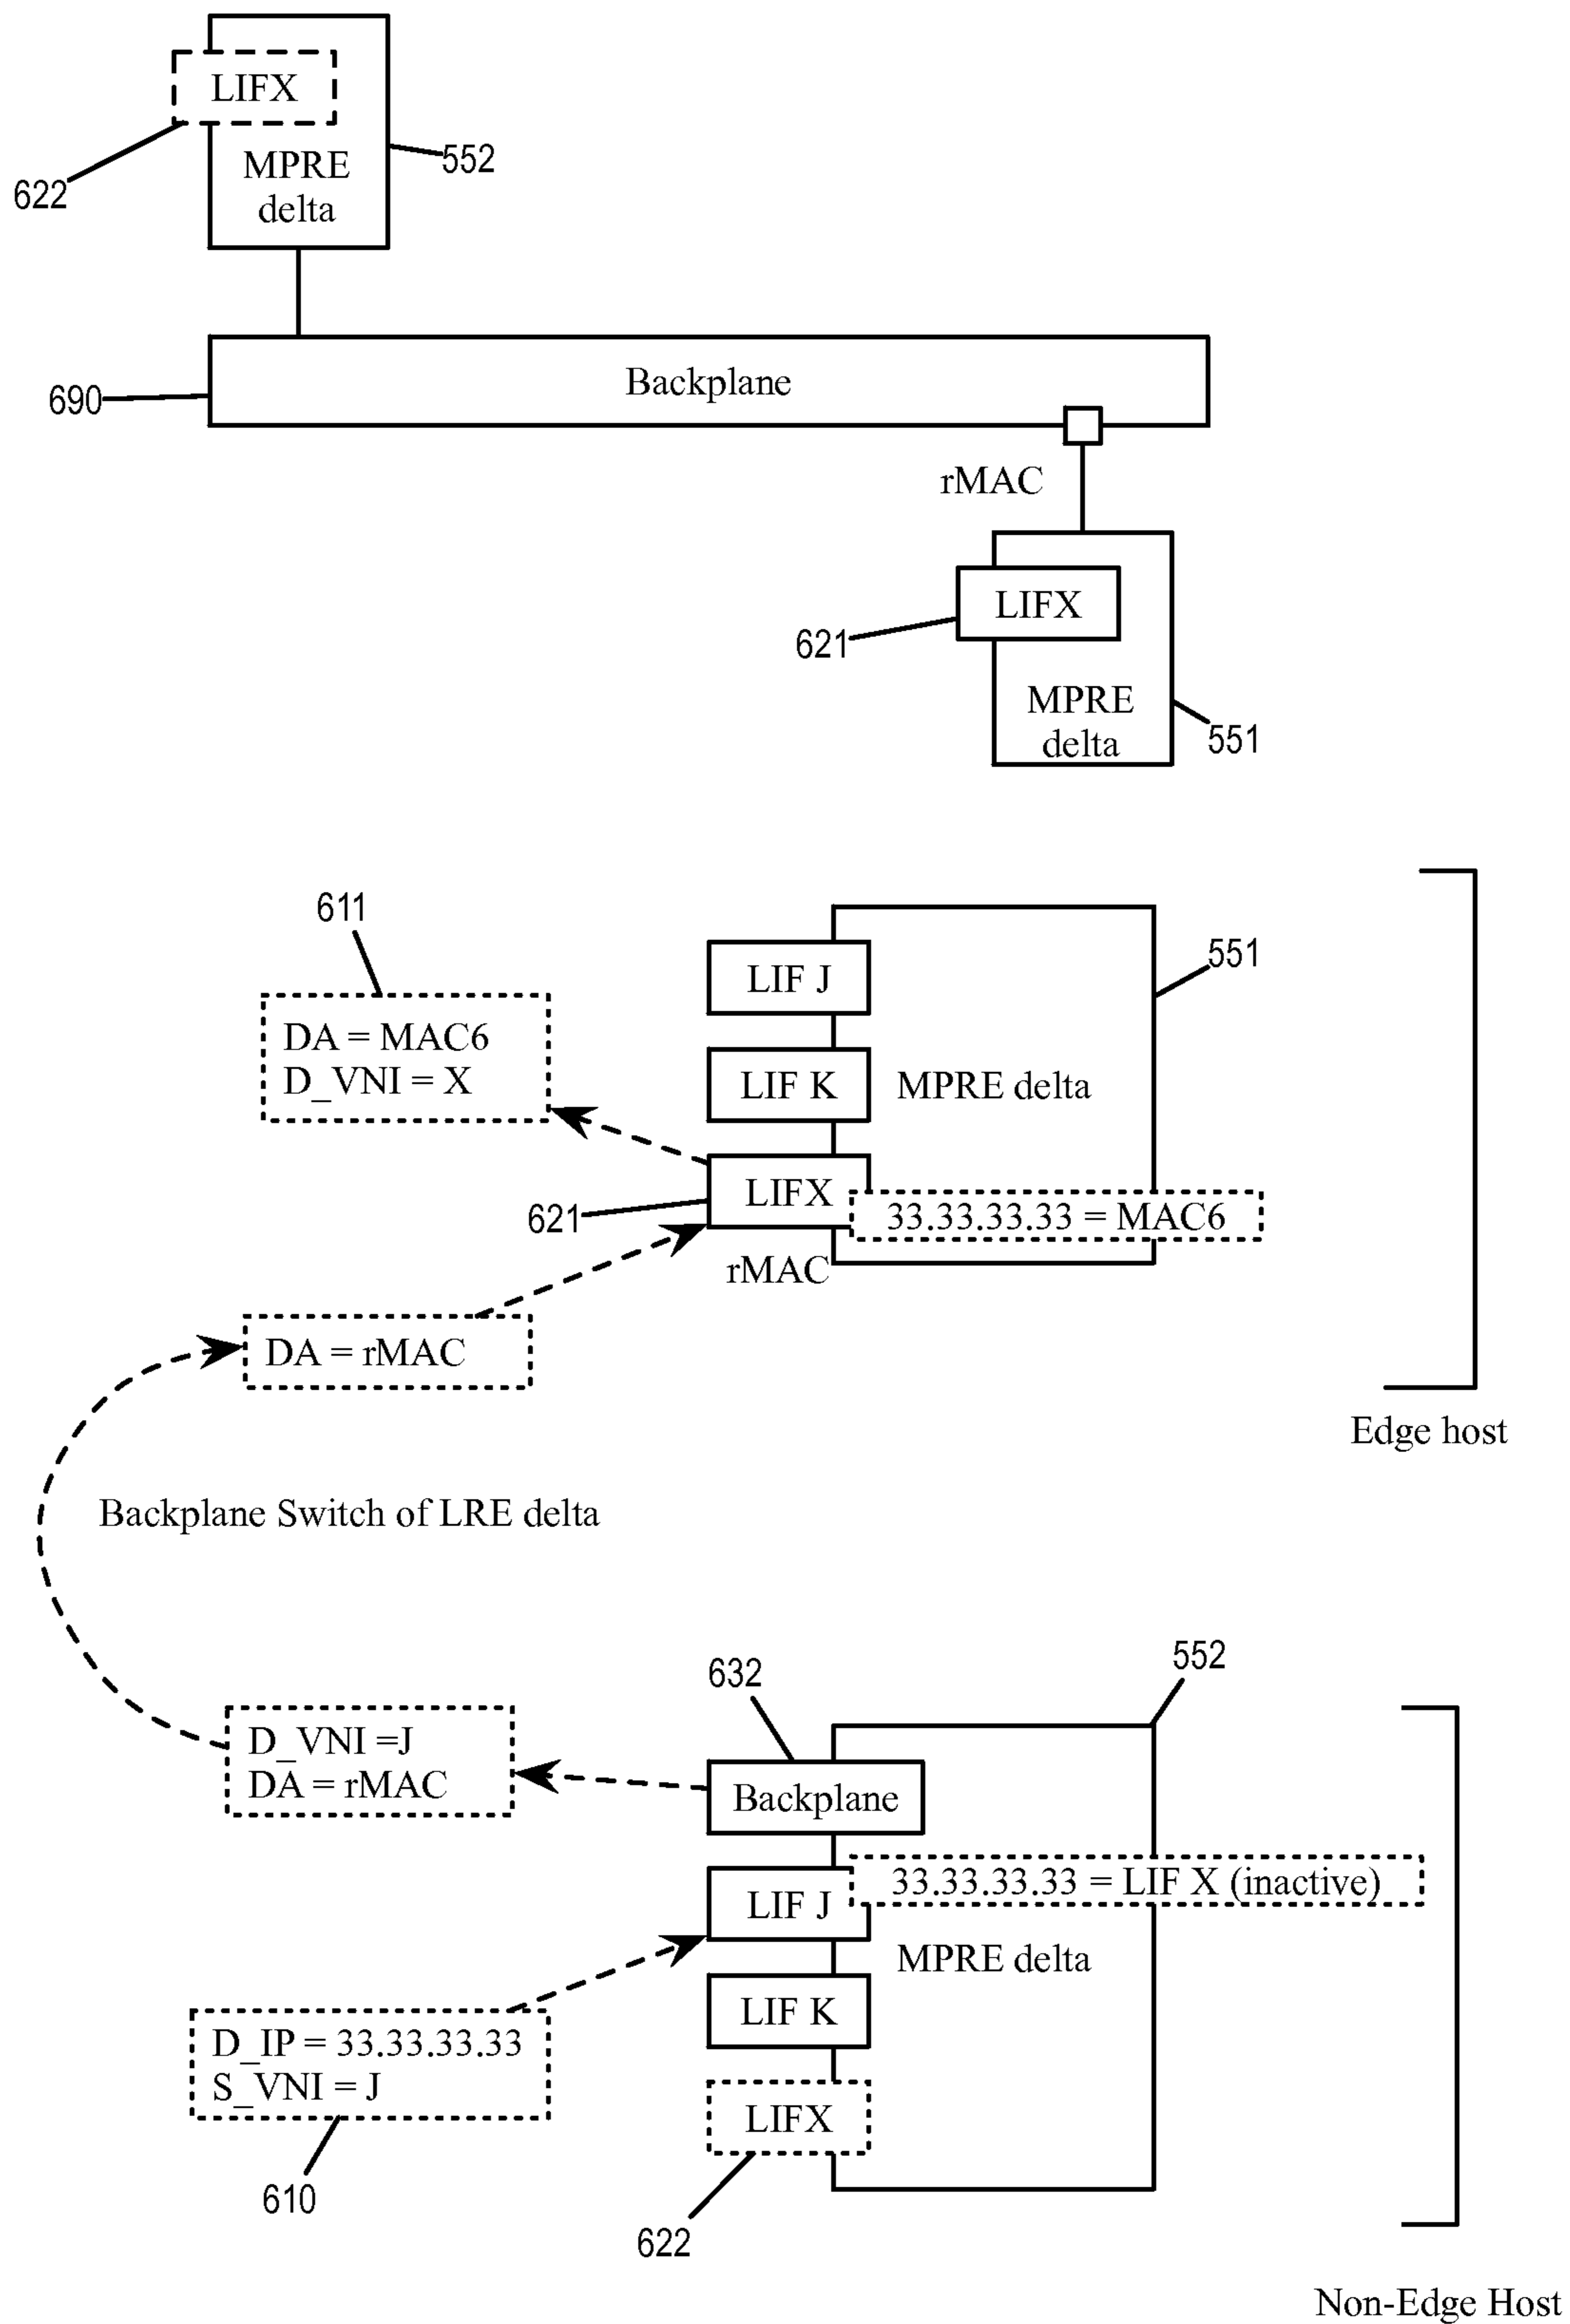 LIFX
MPRE
delta
552
622
Backplane
690
rMAC
LIFX
621
MPRE
delta
551
611
LIF J
551
DA = MAC6
D_VNI = X
LIF K
MPRE delta
LIFX
33.33.33.33 = MAC6
621
rMAC
DA = rMAC
Edge host
Backplane Switch of LRE delta
552
632
D_VNI =J
DA = rMAC
Backplane
33.33.33.33 = LIF X (inactive)
LIF J
MPRE delta
LIF K
D_IP = 33.33.33.33
S_VNI = J
LIFX
610
622
Non-Edge Host